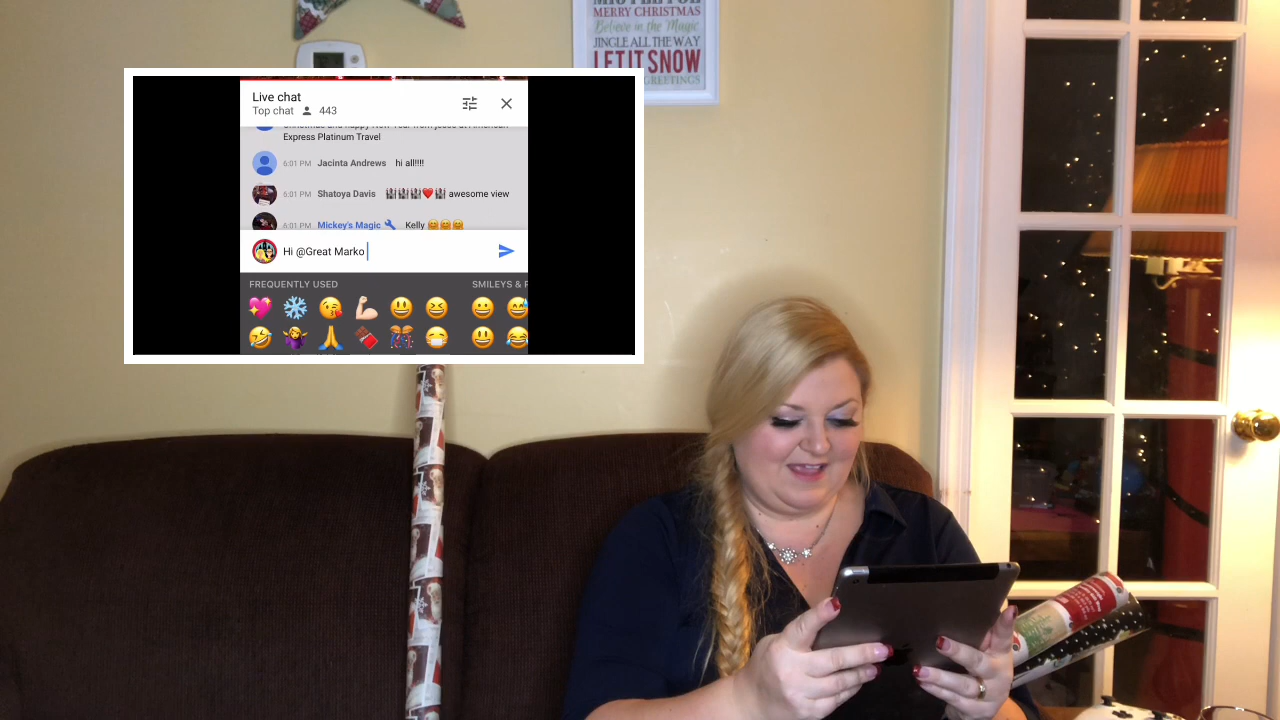 MERRY CHRISTMAS
Believe in the Magic
JINGLE ALL THE WAY
LET IT SNOW
GREETINGS
Live chat
Top chat 443
Express Platinum Travel
6:01 PM Jacinta Andrews hi all!!!!
6:01 PM Shatoya Davis 🏰🏰🏰❤️🏰 awesome view
6:01 PM Mickey's Magic 🔧 Kelly 😊😊😊
Hi @Great Marko
FREQUENTLY USED SMILEYS &